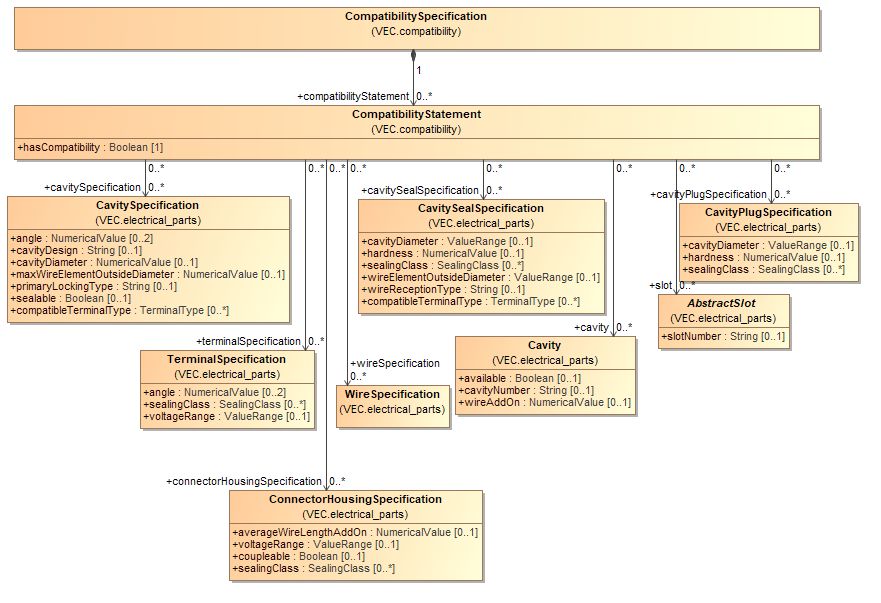 CompatibilitySpecification
(VEC.compatibility)
1
+compatibilityStatement 0..*
CompatibilityStatement
(VEC.compatibility)
+hasCompatibility : Boolean [1]
0..* 0..* 0..* 0..* 0..* 0..* 0..* 0..*
+cavitySpecification 0..*
CavitySpecification
(VEC.electrical_parts)
+angle : NumericalValue [0..2]
+cavityDesign : String [0..1]
+cavityDiameter : NumericalValue [0..1]
+maxWireElementOutsideDiameter : NumericalValue [0..1]
+primaryLockingType : String [0..1]
+sealable : Boolean [0..1]
+compatibleTerminalType : TerminalType [0..*]
+cavitySealSpecification 0..*
CavitySealSpecification
(VEC.electrical_parts)
+cavityDiameter : ValueRange [0..1]
+hardness : NumericalValue [0..1]
+sealingClass : SealingClass [0..*]
+wireElementOutsideDiameter : ValueRange [0..1]
+wireReceptionType : String [0..1]
+compatibleTerminalType : TerminalType [0..*]
+cavityPlugSpecification 0..*
CavityPlugSpecification
(VEC.electrical_parts)
+cavityDiameter : ValueRange [0..1]
+hardness : NumericalValue [0..1]
+sealingClass : SealingClass [0..*]
+slot 0..*
AbstractSlot
(VEC.electrical_parts)
+slotNumber : String [0..1]
+terminalSpecification 0..*
TerminalSpecification
(VEC.electrical_parts)
+angle : NumericalValue [0..2]
+sealingClass : SealingClass [0..*]
+voltageRange : ValueRange [0..1]
+wireSpecification
0..*
WireSpecification
(VEC.electrical_parts)
+cavity 0..*
Cavity
(VEC.electrical_parts)
+available : Boolean [0..1]
+cavityNumber : String [0..1]
+wireAddOn : NumericalValue [0..1]
+connectorHousingSpecification 0..*
ConnectorHousingSpecification
(VEC.electrical_parts)
+averageWireLengthAddOn : NumericalValue [0..1]
+voltageRange : ValueRange [0..1]
+coupleable : Boolean [0..1]
+sealingClass : SealingClass [0..*]